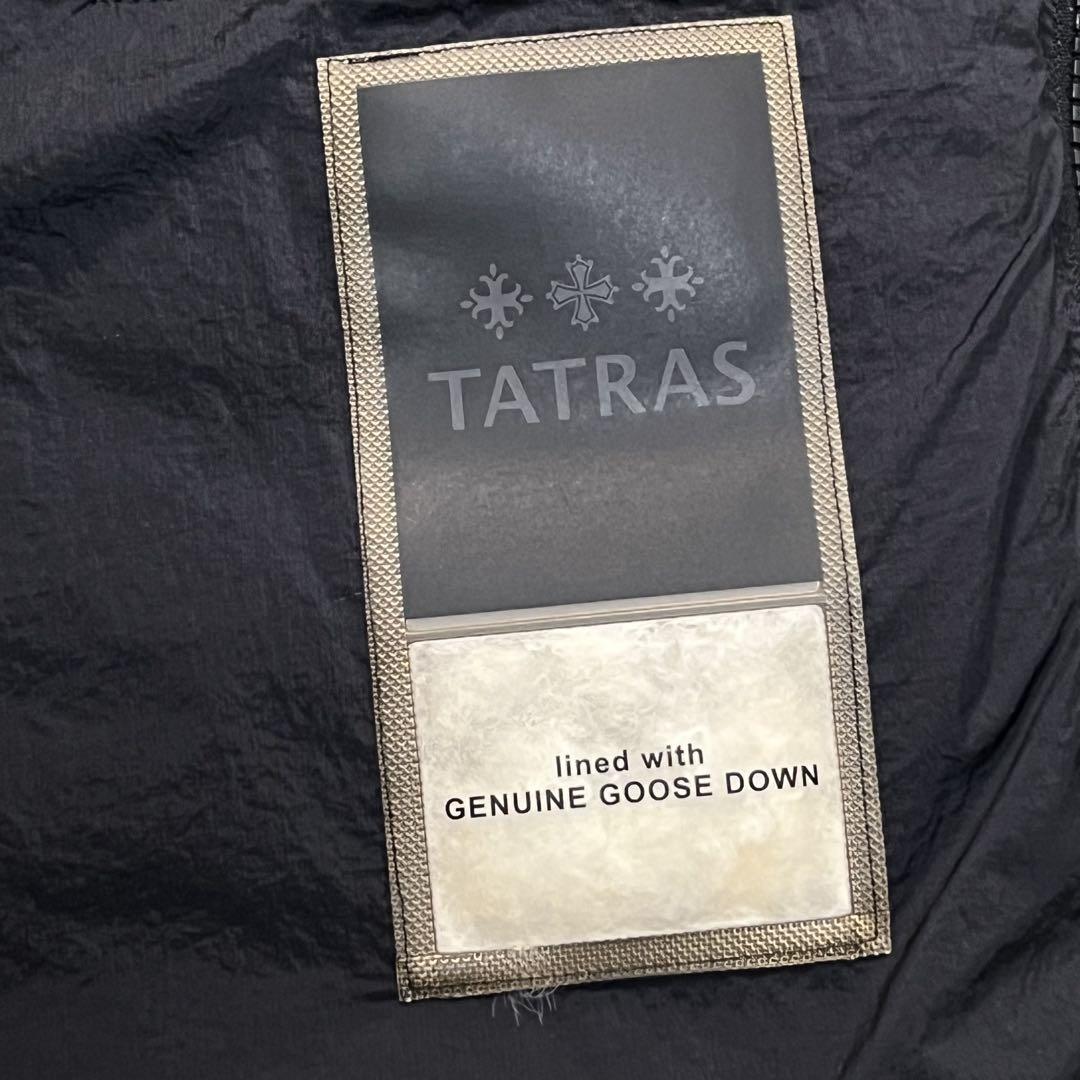 TATRAS
lined with
GENUINE GOOSE DOWN